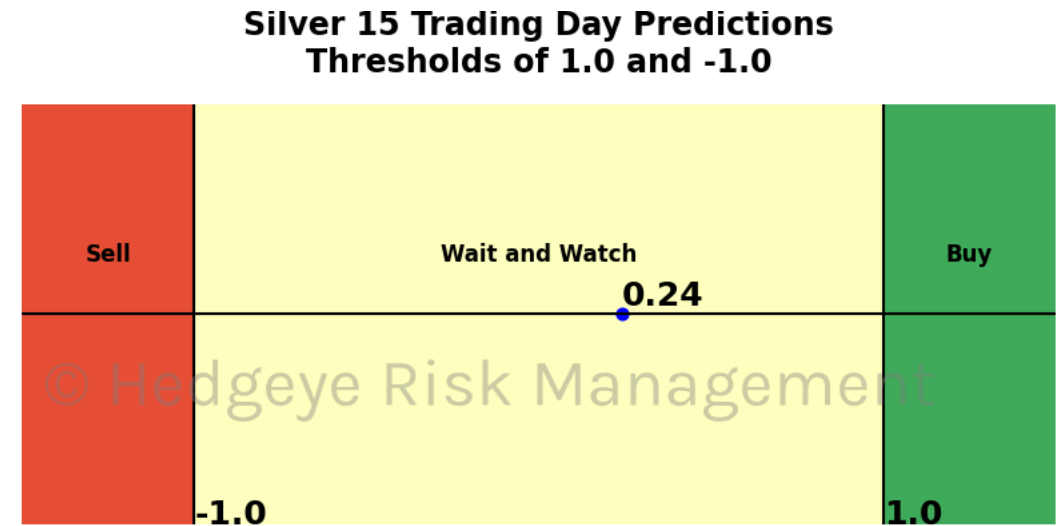 Silver 15 Trading Day Predictions
Thresholds of 1.0 and -1.0
Sell
Wait and Watch
Buy
0.24
© Hedgeye Risk Management
-1.0
1.0